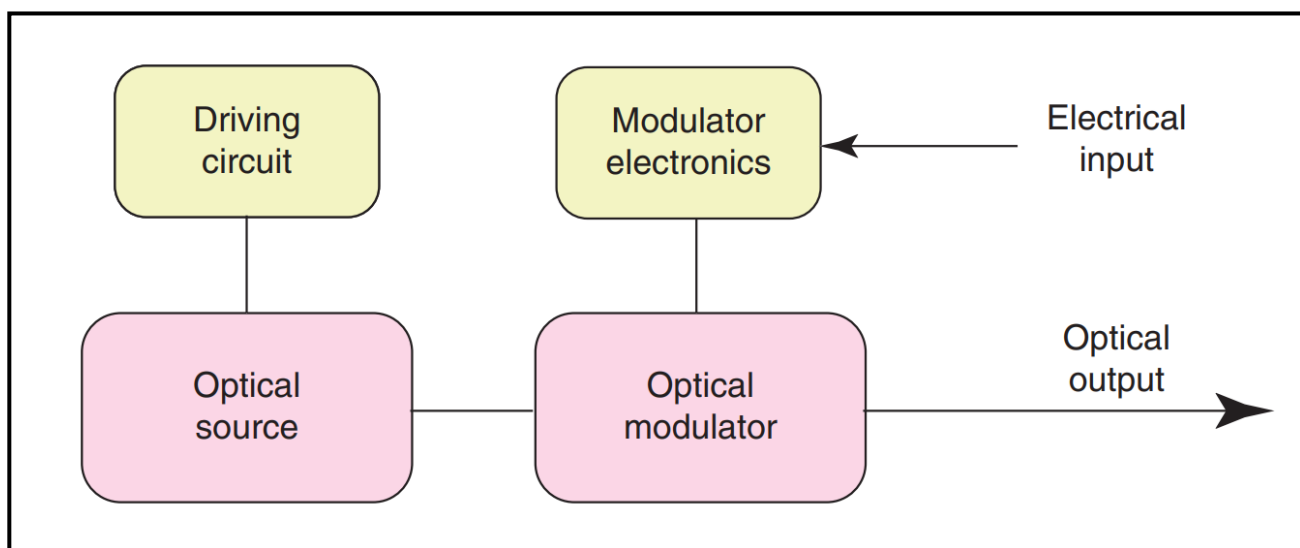 Driving
circuit
Modulator
electronics
Electrical
input
Optical
source
Optical
modulator
Optical
output